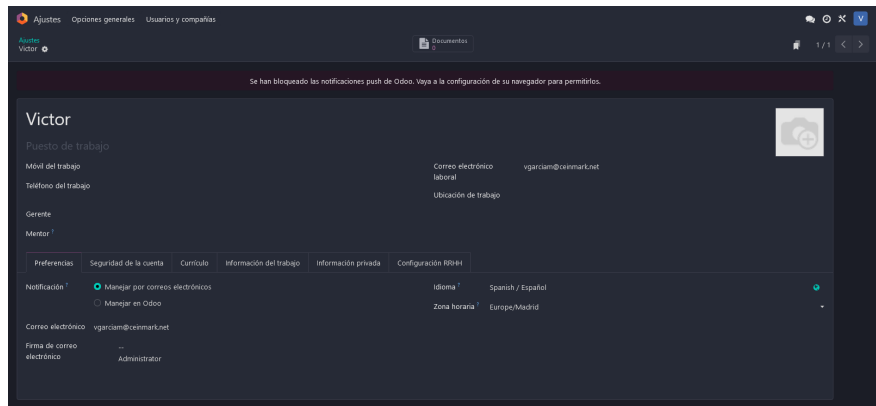 Ajustes Opciones generales Usuarios y compañías V
Ajustes
Victor
Documentos
0
1 / 1
Se han bloqueado las notificaciones push de Odoo. Vaya a la configuración de su navegador para permitirlos.
Victor
Puesto de trabajo
Móvil del trabajo
Teléfono del trabajo
Gerente
Mentor ?
Correo electrónico laboral vgarciam@ceinmark.net
Ubicación de trabajo
Preferencias Seguridad de la cuenta Currículo Información del trabajo Información privada Configuración RRHH
Notificación ? Manejar por correos electrónicos
Manejar en Odoo
Idioma ? Spanish / Español
Zona horaria ? Europe/Madrid
Correo electrónico vgarciam@ceinmark.net
Firma de correo electrónico --
Administrator